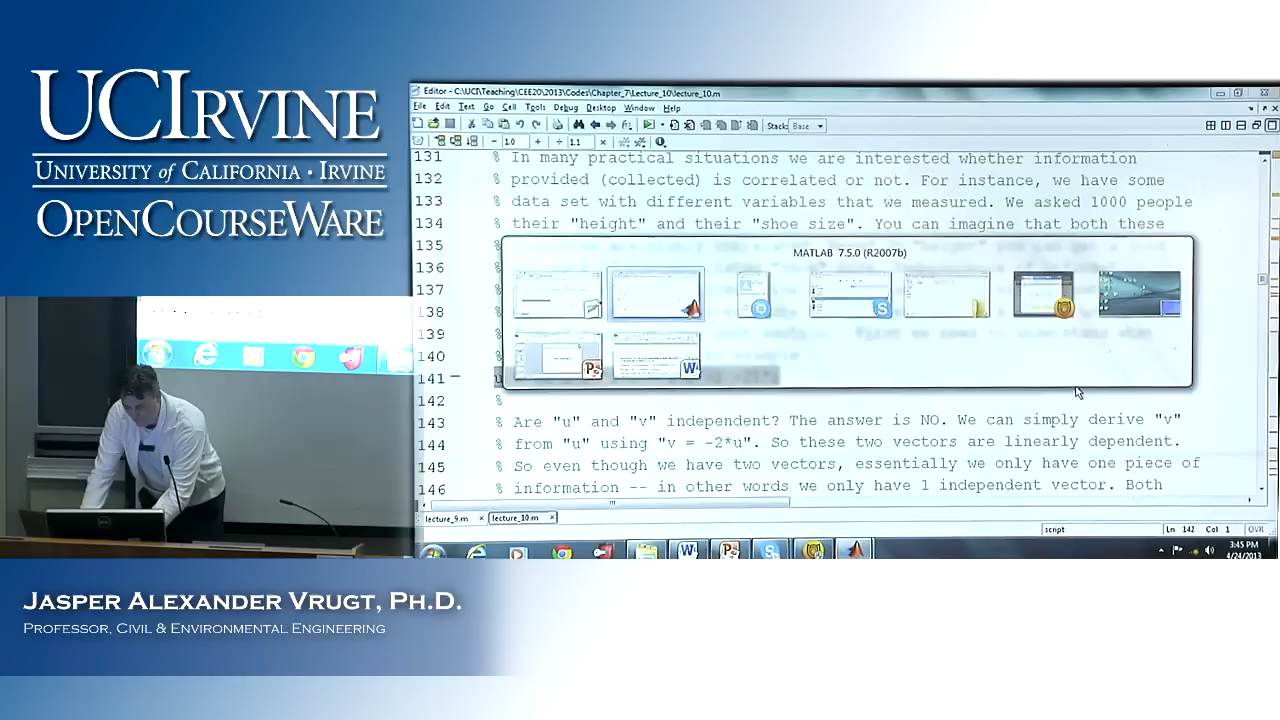 UCIRVINE
UNIVERSITY of CALIFORNIA · IRVINE
OPENCOURSEWARE
JASPER ALEXANDER VRUGT, PH.D.
PROFESSOR, CIVIL & ENVIRONMENTAL ENGINEERING
Editor - C:\UCI\Teaching\CEE20\2013\Codes\Chapter_7\Lecture_10\lecture_10.m
File Edit Text Go Cell Tools Debug Desktop Window Help
Stack: Base
1.0 + ÷ 1.1 ×
131 % In many practical situations we are interested whether information
132 % provided (collected) is correlated or not. For instance, we have some
133 % data set with different variables that we measured. We asked 1000 people
134 % their "height" and their "shoe size". You can imagine that both these
135 %
136 %
137 %
138 %
139 %
140 %
141
142 %
143 % Are "u" and "v" independent? The answer is NO. We can simply derive "v"
144 % from "u" using "v = -2*u". So these two vectors are linearly dependent.
145 % So even though we have two vectors, essentially we only have one piece of
146 % information -- in other words we only have 1 independent vector. Both
MATLAB 7.5.0 (R2007b)
lecture_9.m × lecture_10.m ×
script Ln 142 Col 1 OVR
3:45 PM
4/24/2013